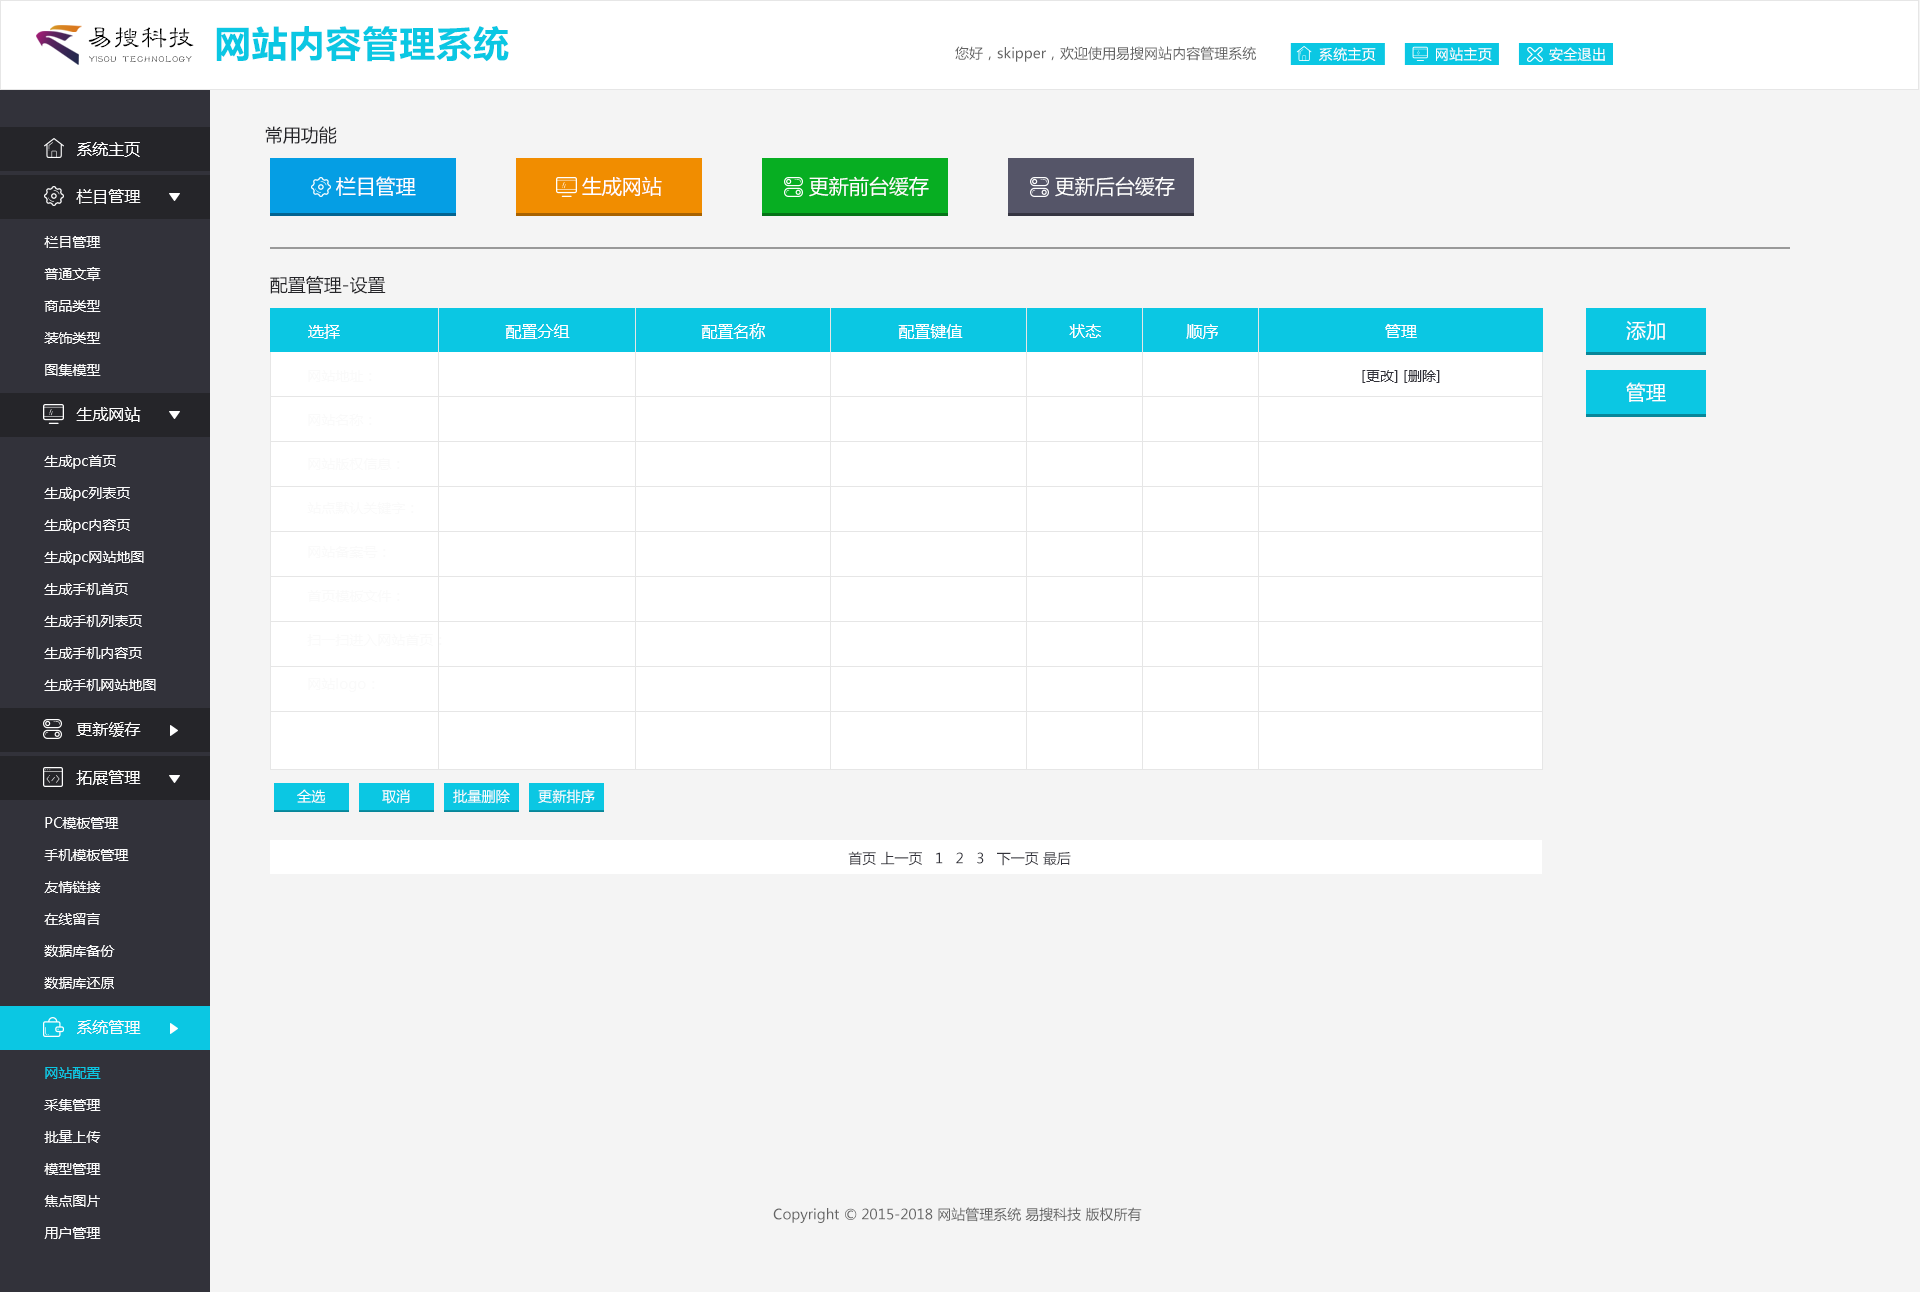 易搜科技
YISOU TECHNOLOGY
网站内容管理系统
您好，skipper，欢迎使用易搜网站内容管理系统
系统主页
网站主页
安全退出
系统主页
栏目管理
栏目管理
普通文章
商品类型
装饰类型
图集模型
生成网站
生成pc首页
生成pc列表页
生成pc内容页
生成pc网站地图
生成手机首页
生成手机列表页
生成手机内容页
生成手机网站地图
更新缓存
拓展管理
PC模板管理
手机模板管理
友情链接
在线留言
数据库备份
数据库还原
系统管理
网站配置
采集管理
批量上传
模型管理
焦点图片
用户管理
常用功能
栏目管理
生成网站
更新前台缓存
更新后台缓存
配置管理-设置
选择 配置分组 配置名称 配置键值 状态 顺序 管理
[更改] [删除]
添加
管理
全选 取消 批量删除 更新排序
首页 上一页 1 2 3 下一页 最后
Copyright © 2015-2018 网站管理系统 易搜科技 版权所有